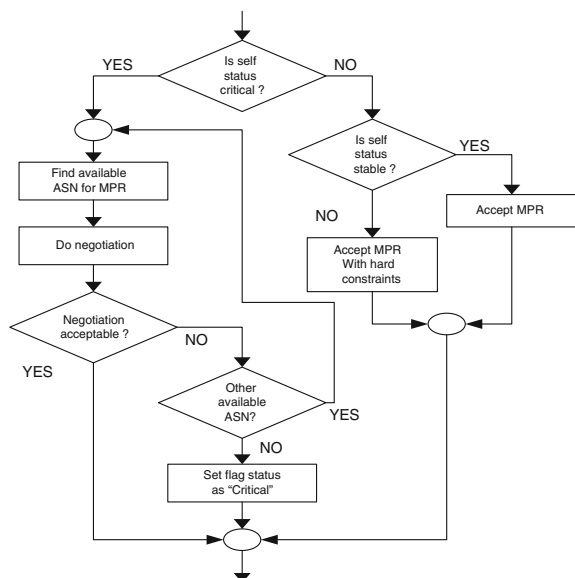 Is self
status
critical ?
YES
NO
Is self
status
stable ?
YES
NO
Find available
ASN for MPR
Accept MPR
Do negotiation
Accept MPR
With hard
constraints
Negotiation
acceptable ?
NO
YES
Other
available
ASN?
YES
NO
Set flag status
as “Critical”